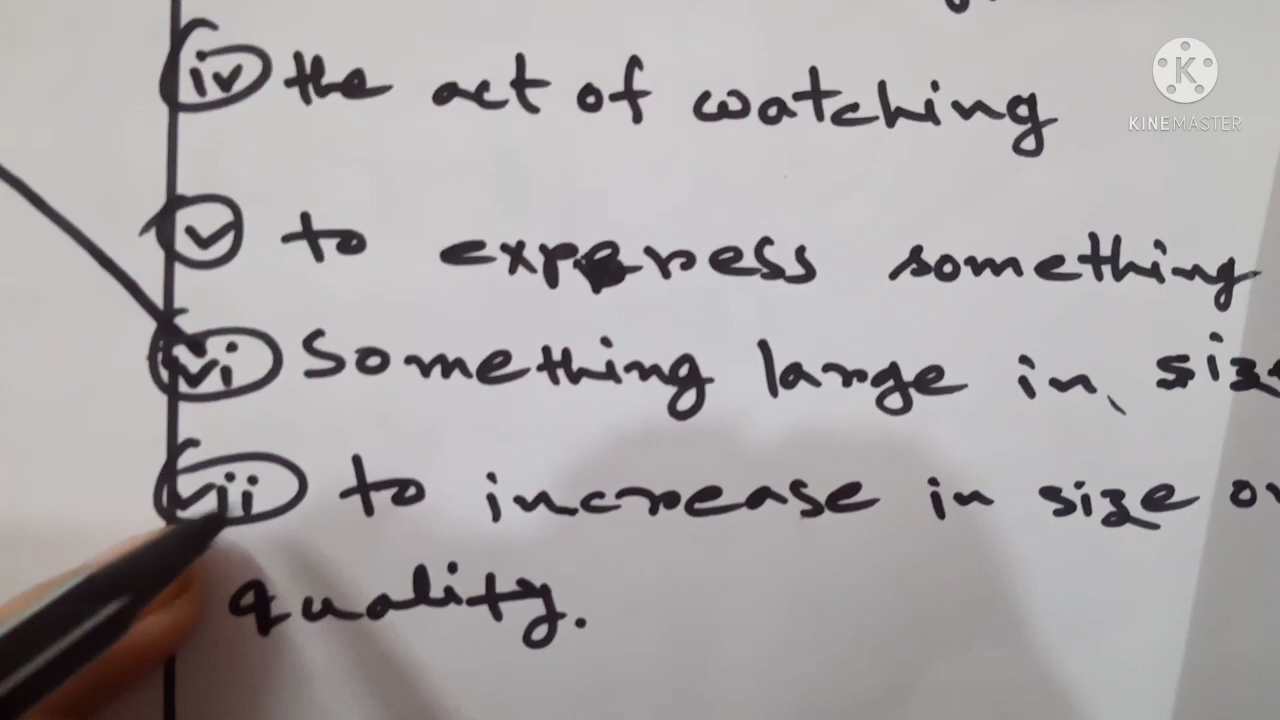 (iv) the act of watching
KINEMASTER
(v) to express something
(vi) Something large in
(vii) to increase in size
quality.